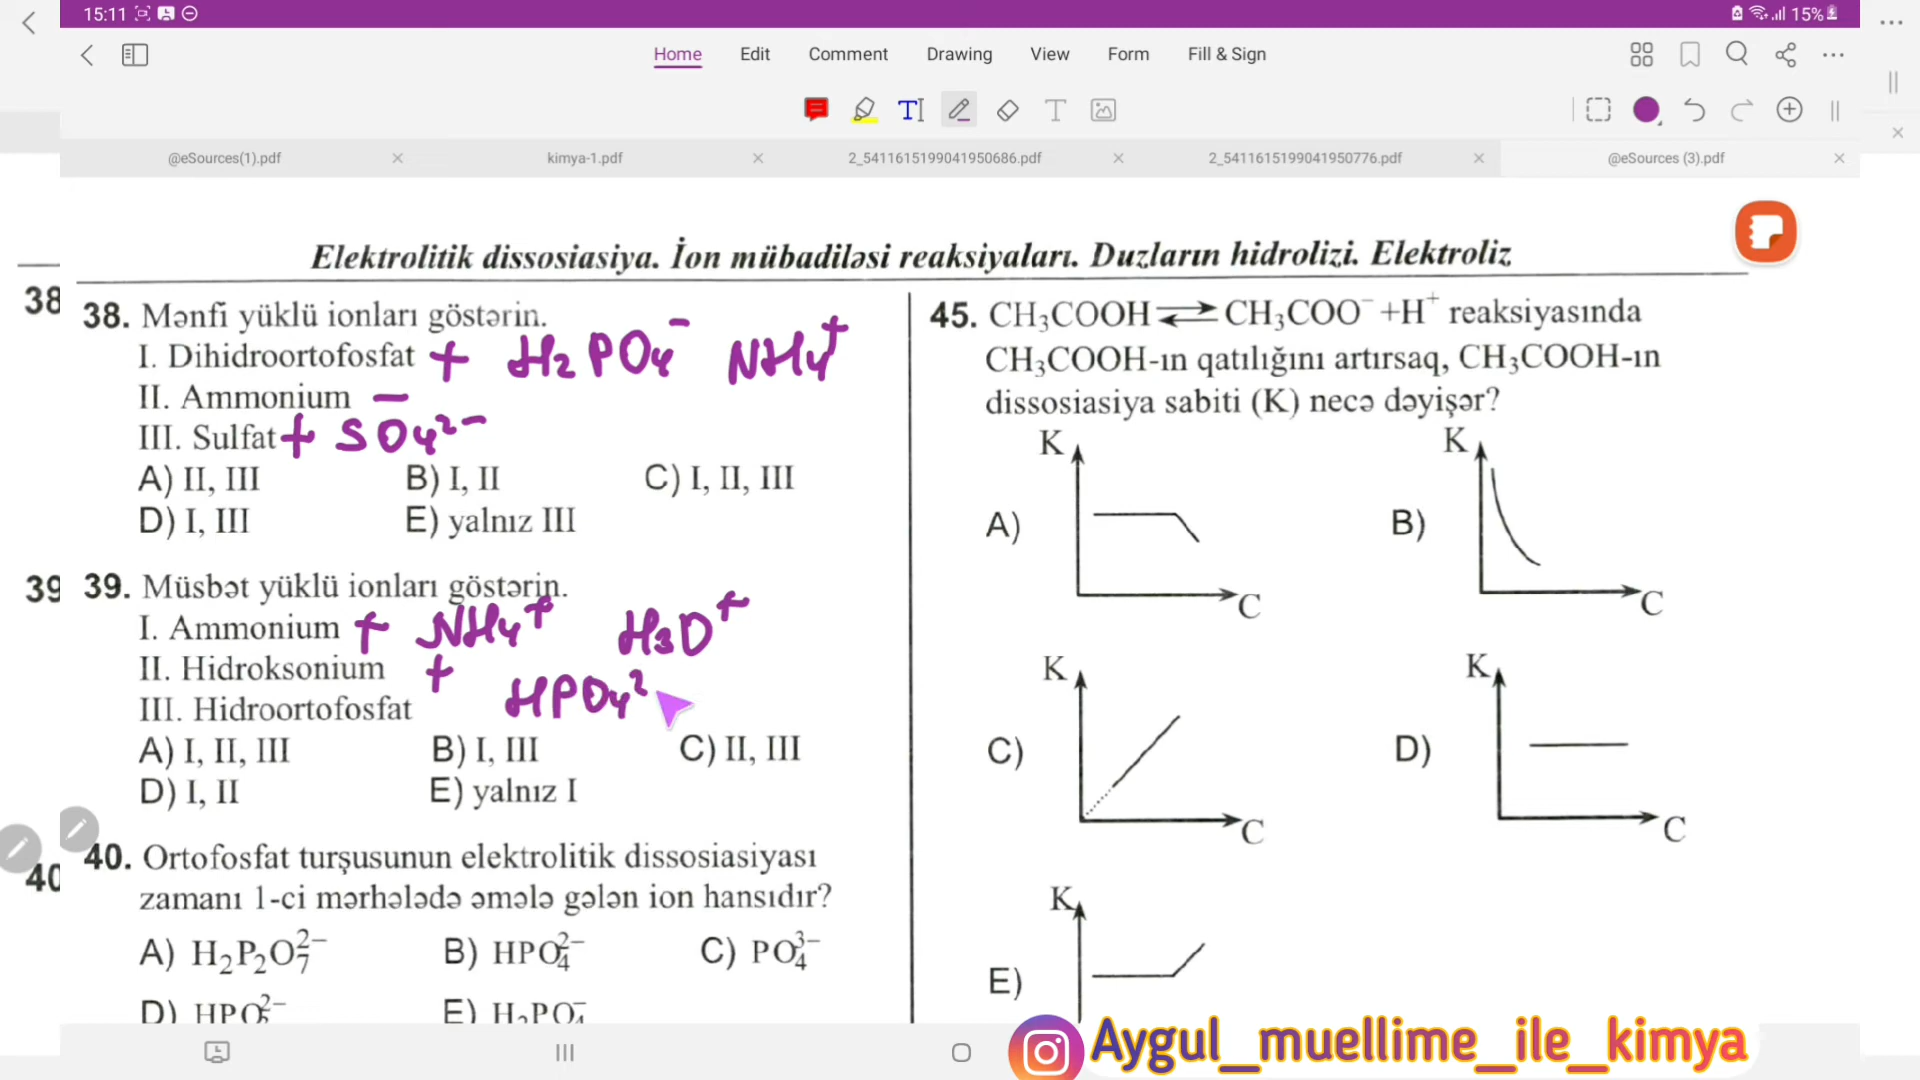 15:11
15%
Home Edit Comment Drawing View Form Fill & Sign
@eSources(1).pdf
kimya-1.pdf
2_5411615199041950686.pdf
2_5411615199041950776.pdf
@eSources (3).pdf
Elektrolitik dissosiasiya. İon mübadiləsi reaksiyaları. Duzların hidrolizi. Elektroliz
38
38. Mənfi yüklü ionları göstərin.
I. Dihidroortofosfat + H₂PO₄⁻ NH₄⁺
II. Ammonium −
III. Sulfat + SO₄²⁻
A) II, III B) I, II C) I, II, III
D) I, III E) yalnız III
39
39. Müsbət yüklü ionları göstərin.
I. Ammonium + NH₄⁺ H₃O⁺
II. Hidroksonium +
III. Hidroortofosfat HPO₄²
A) I, II, III B) I, III C) II, III
D) I, II E) yalnız I
40
40. Ortofosfat turşusunun elektrolitik dissosiasiyası
zamanı 1-ci mərhələdə əmələ gələn ion hansıdır?
A) H₂P₂O₇²⁻ B) HPO₄²⁻ C) PO₄³⁻
D) HPO₃²⁻ E) H₂PO₄⁻
45. CH₃COOH⇄CH₃COO⁻ +H⁺ reaksiyasında
CH₃COOH-ın qatılığını artırsaq, CH₃COOH-ın
dissosiasiya sabiti (K) necə dəyişər?
K K
A) B)
C C
K K
C) D)
C C
K
E)
Aygul_muellime_ile_kimya